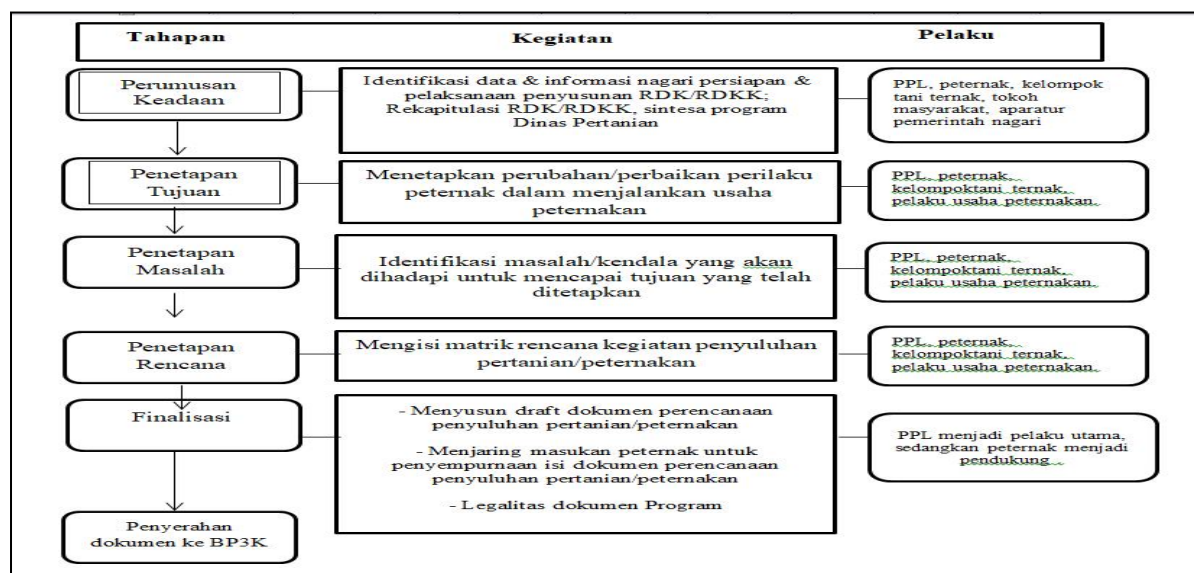 Tahapan Kegiatan Pelaku
Perumusan
Keadaan
Identifikasi data & informasi nagari persiapan &
pelaksanaan penyusunan RDK/RDKK;
Rekapitulasi RDK/RDKK, sintesa program
Dinas Pertanian
PPL, peternak, kelompok
tani ternak, tokoh
masyarakat, aparatur
pemerintah nagari
Penetapan
Tujuan
Menetapkan perubahan/perbaikan perilaku
peternak dalam menjalankan usaha
peternakan
PPL, peternak,
kelompoktani ternak,
pelaku usaha peternakan.
Penetapan
Masalah
Identifikasi masalah/kendala yang akan
dihadapi untuk mencapai tujuan yang telah
ditetapkan
PPL, peternak,
kelompoktani ternak,
pelaku usaha peternakan.
Penetapan
Rencana
Mengisi matrik rencana kegiatan penyuluhan
pertanian/peternakan
PPL, peternak,
kelompoktani ternak,
pelaku usaha peternakan.
Finalisasi
- Menyusun draft dokumen perencanaan
penyuluhan pertanian/peternakan
- Menjaring masukan peternak untuk
penyempurnaan isi dokumen perencanaan
penyuluhan pertanian/peternakan
- Legalitas dokumen Program
PPL menjadi pelaku utama,
sedangkan peternak menjadi
pendukung .
Penyerahan
dokumen ke BP3K